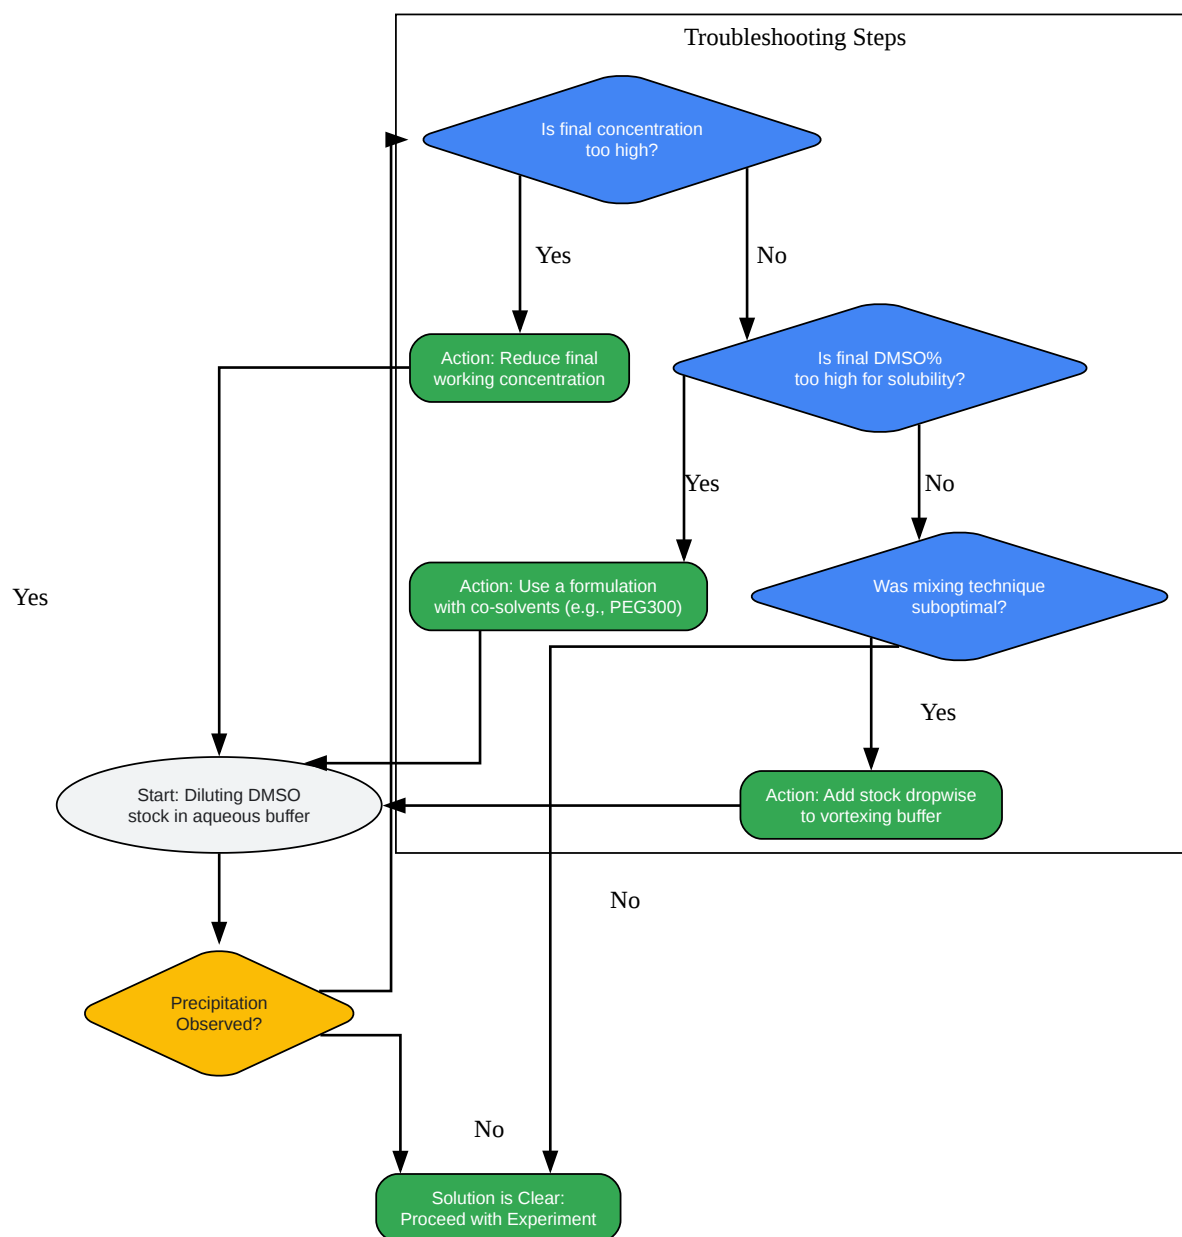 Troubleshooting Steps
Is final concentration
too high?
Yes
No
Action: Reduce final
working concentration
Is final DMSO%
too high for solubility?
Yes
No
Action: Use a formulation
with co-solvents (e.g., PEG300)
Was mixing technique
suboptimal?
Yes
Yes
Start: Diluting DMSO
stock in aqueous buffer
Action: Add stock dropwise
to vortexing buffer
No
Precipitation
Observed?
No
Solution is Clear:
Proceed with Experiment